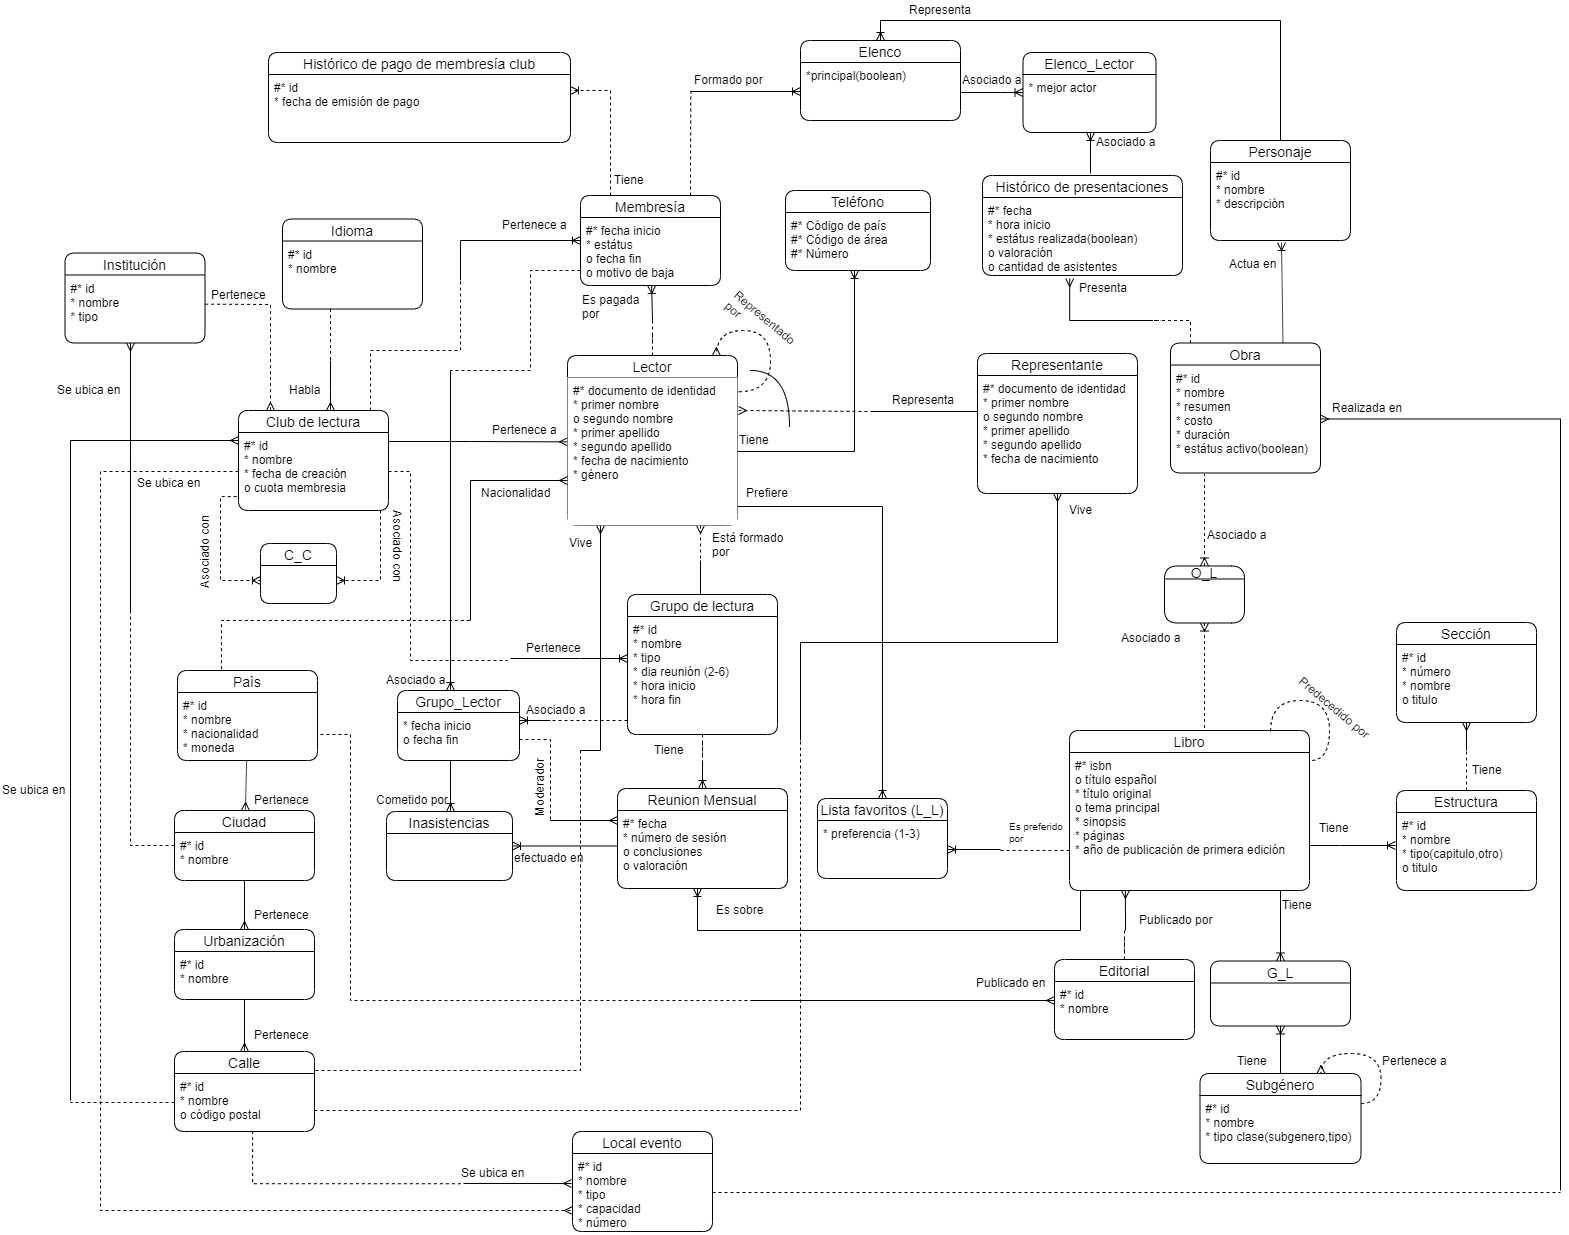 Representa
Elenco
*principal(boolean)
Formado por
Asociado a
Elenco_Lector
* mejor actor
Asociado a
Histórico de pago de membresía club
#* id
* fecha de emisión de pago
Tiene
Personaje
#* id
* nombre
* descripción
Actua en
Histórico de presentaciones
#* fecha
* hora inicio
* estátus realizada(boolean)
o valoración
o cantidad de asistentes
Presenta
Membresía
#* fecha inicio
* estátus
o fecha fin
o motivo de baja
Pertenece a
Es pagada
por
Teléfono
#* Código de país
#* Código de área
#* Número
Idioma
#* id
* nombre
Habla
Institución
#* id
* nombre
* tipo
Pertenece
Se ubica en
Representado
por
Lector
#* documento de identidad
* primer nombre
o segundo nombre
* primer apellido
* segundo apellido
* fecha de nacimiento
* género
Pertenece a
Nacionalidad
Tiene
Prefiere
Vive
Está formado
por
Representa
Representante
#* documento de identidad
* primer nombre
o segundo nombre
* primer apellido
* segundo apellido
* fecha de nacimiento
Vive
Obra
#* id
* nombre
* resumen
* costo
* duración
* estátus activo(boolean)
Realizada en
Asociado a
O_L
Asociado a
Club de lectura
#* id
* nombre
* fecha de creación
o cuota membresia
Se ubica en
Asociado con
Asociado con
C_C
Grupo de lectura
#* id
* nombre
* tipo
* dia reunión (2-6)
* hora inicio
* hora fin
Pertenece
Asociado a
Asociado a
Grupo_Lector
* fecha inicio
o fecha fin
Tiene
Moderador
Cometido por
Inasistencias
efectuado en
Reunion Mensual
#* fecha
* número de sesión
o conclusiones
o valoración
Es sobre
Lista favoritos (L_L)
* preferencia (1-3)
Es preferido
por
Predecedido por
Libro
#* isbn
o título español
* título original
o tema principal
* sinopsis
* páginas
* año de publicación de primera edición
Sección
#* id
* número
* nombre
o titulo
Tiene
Tiene
Estructura
#* id
* nombre
* tipo(capitulo,otro)
o titulo
País
#* id
* nombre
* nacionalidad
* moneda
Se ubica en
Pertenece
Ciudad
#* id
* nombre
Pertenece
Urbanización
#* id
* nombre
Pertenece
Calle
#* id
* nombre
o código postal
Publicado por
Publicado en
Editorial
#* id
* nombre
Tiene
G_L
Tiene
Pertenece a
Subgénero
#* id
* nombre
* tipo clase(subgenero,tipo)
Se ubica en
Local evento
#* id
* nombre
* tipo
* capacidad
* número